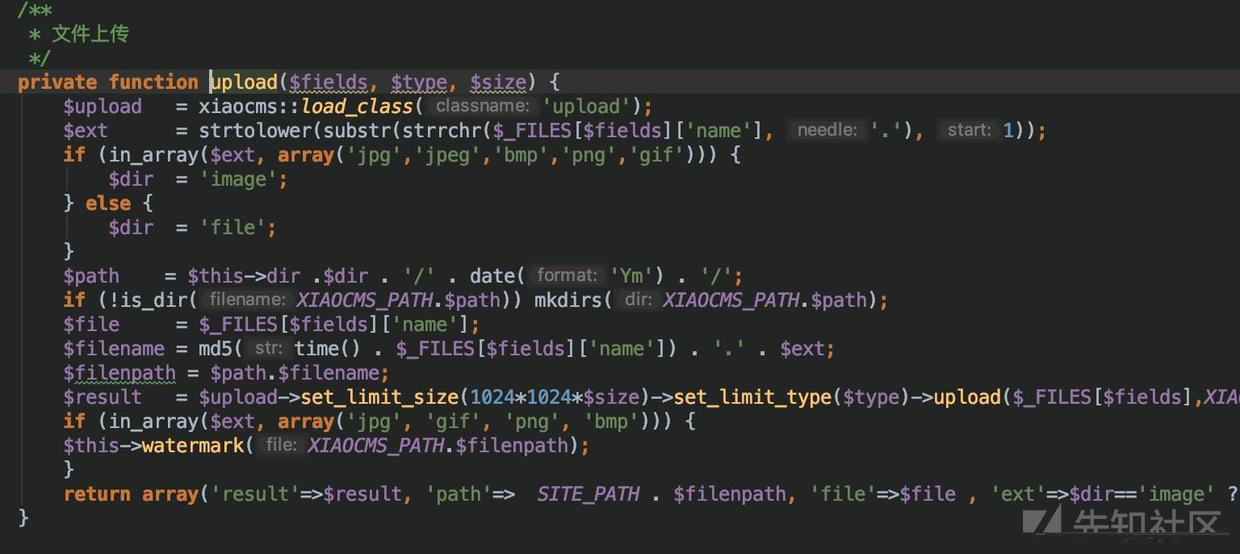 /**
 * 文件上传
 */
private function upload($fields, $type, $size) {
    $upload   = xiaocms::load_class( classname: 'upload');
    $ext      = strtolower(substr(strrchr($_FILES[$fields]['name'], needle: '.'), start: 1));
    if (in_array($ext, array('jpg','jpeg','bmp','png','gif'))) {
        $dir  = 'image';
    } else {
        $dir  = 'file';
    }
    $path    = $this->dir .$dir . '/' . date( format: 'Ym') . '/';
    if (!is_dir( filename: XIAOCMS_PATH.$path)) mkdirs( dir: XIAOCMS_PATH.$path);
    $file     = $_FILES[$fields]['name'];
    $filename = md5( str: time() . $_FILES[$fields]['name']) . '.' . $ext;
    $filenpath = $path.$filename;
    $result   = $upload->set_limit_size(1024*1024*$size)->set_limit_type($type)->upload($_FILES[$fields],XIAO
    if (in_array($ext, array('jpg', 'gif', 'png', 'bmp'))) {
    $this->watermark( file: XIAOCMS_PATH.$filenpath);
    }
    return array('result'=>$result, 'path'=>  SITE_PATH . $filenpath, 'file'=>$file , 'ext'=>$dir=='image' ?
}
先知社区